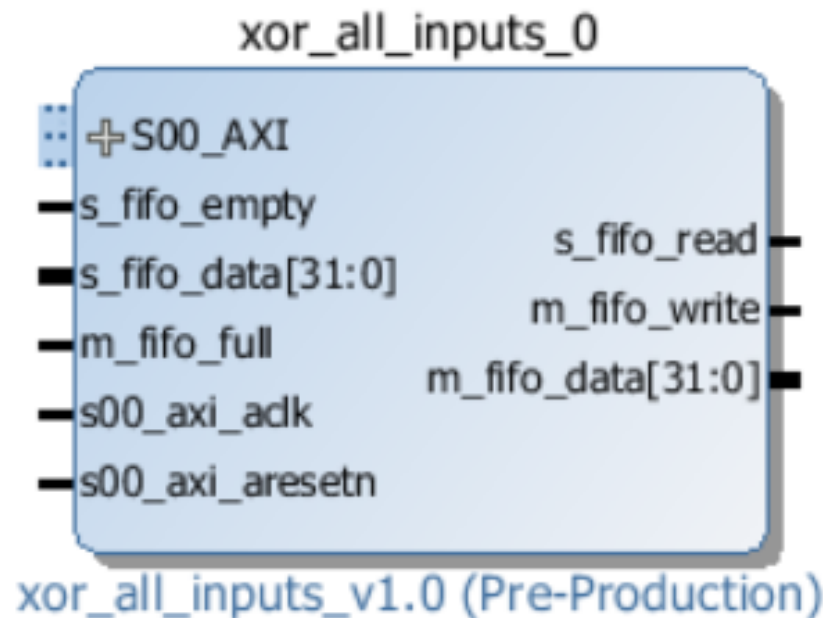 xor_all_inputs_0
S00_AXI
s_fifo_empty
s_fifo_data[31:0]
m_fifo_full
s00_axi_aclk
s00_axi_aresetn
s_fifo_read
m_fifo_write
m_fifo_data[31:0]
xor_all_inputs_v1.0 (Pre-Production)